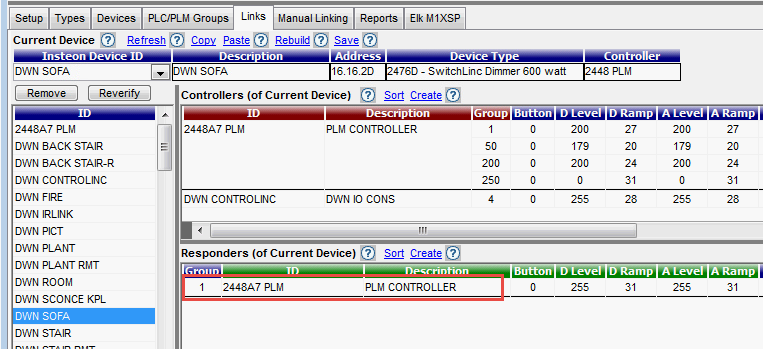 Setup Types Devices PLC/PLM Groups Links Manual Linking Reports Elk M1XSP
Current Device ? Refresh ? Copy Paste ? Rebuild ? Save ?
Insteon Device ID Description Address Device Type Controller
DWN SOFA DWN SOFA 16.16.2D 2476D - SwitchLinc Dimmer 600 watt 2448 PLM
Remove Reverify
ID
2448A7 PLM
DWN BACK STAIR
DWN BACK STAIR-R
DWN CONTROLINC
DWN FIRE
DWN IRLINK
DWN PICT
DWN PLANT
DWN PLANT RMT
DWN ROOM
DWN SCONCE KPL
DWN SOFA
DWN STAIR
DWN STAIR RMT
Controllers (of Current Device) ? Sort Create ?
ID Description Group Button D Level D Ramp A Level A Ramp
2448A7 PLM PLM CONTROLLER 1 0 200 27 200 27
50 0 179 20 179 20
200 0 200 24 200 24
250 0 0 31 0 31
DWN CONTROLINC DWN IO CONS 4 0 255 28 255 28
Responders (of Current Device) ? Sort Create ?
Group ID Description Button D Level D Ramp A Level A Ramp
1 2448A7 PLM PLM CONTROLLER 0 255 31 255 31